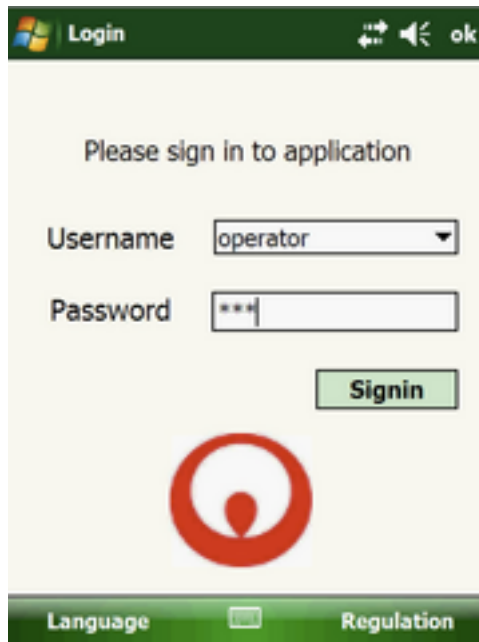 Login ok
Please sign in to application
Username operator
Password ***
Signin
Language Regulation